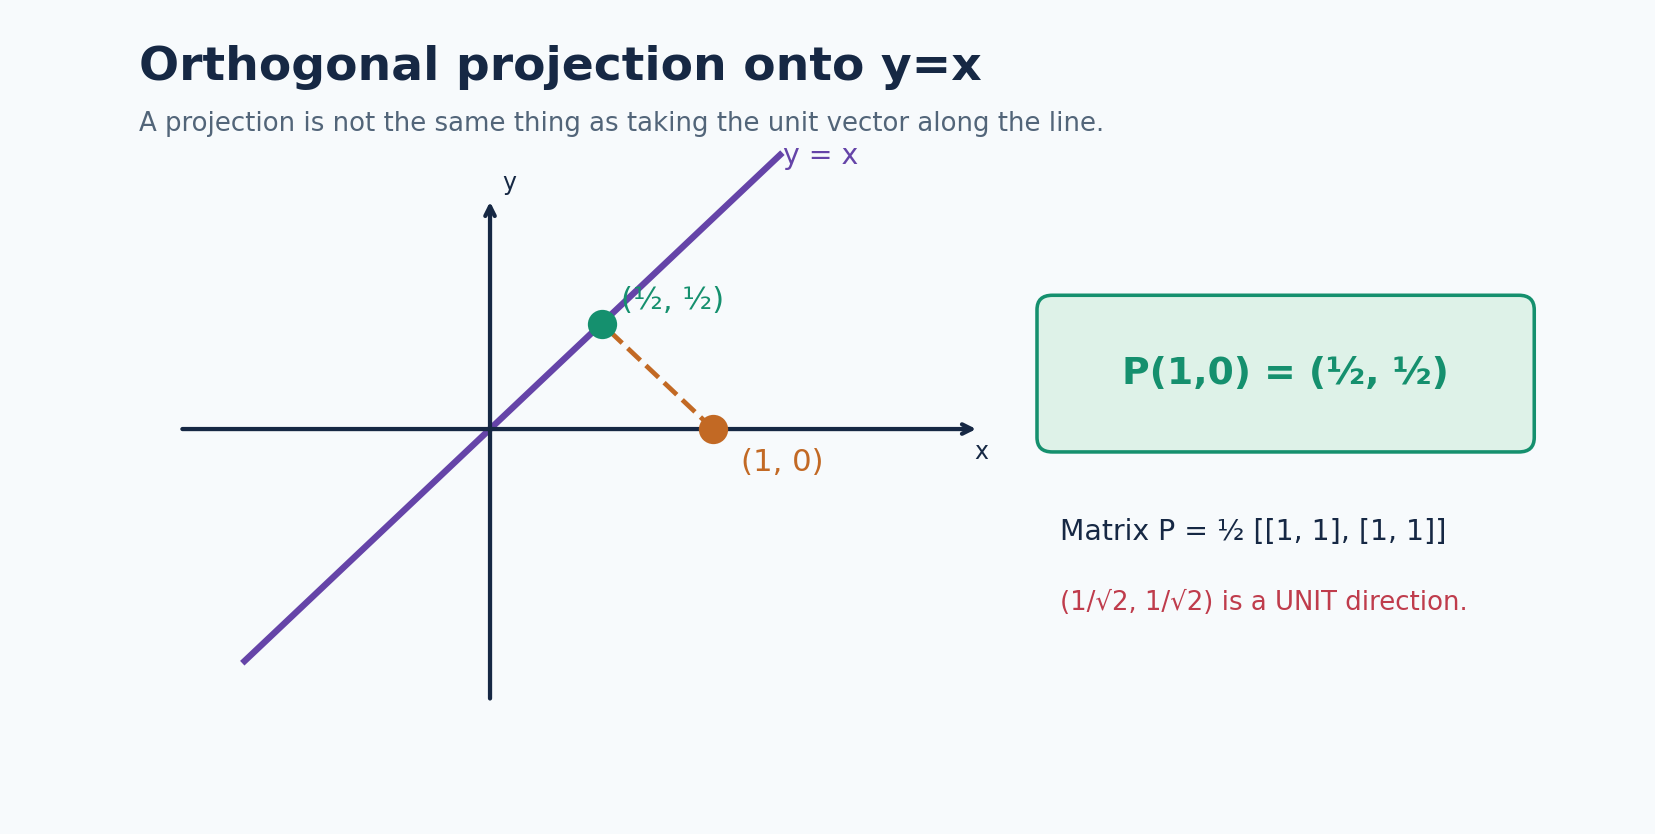 Orthogonal projection onto y=x
A projection is not the same thing as taking the unit vector along the line.
y = x
y
(½, ½)
P(1,0) = (½, ½)
x
(1, 0)
Matrix P = ½ [[1, 1], [1, 1]]
(1/√2, 1/√2) is a UNIT direction.